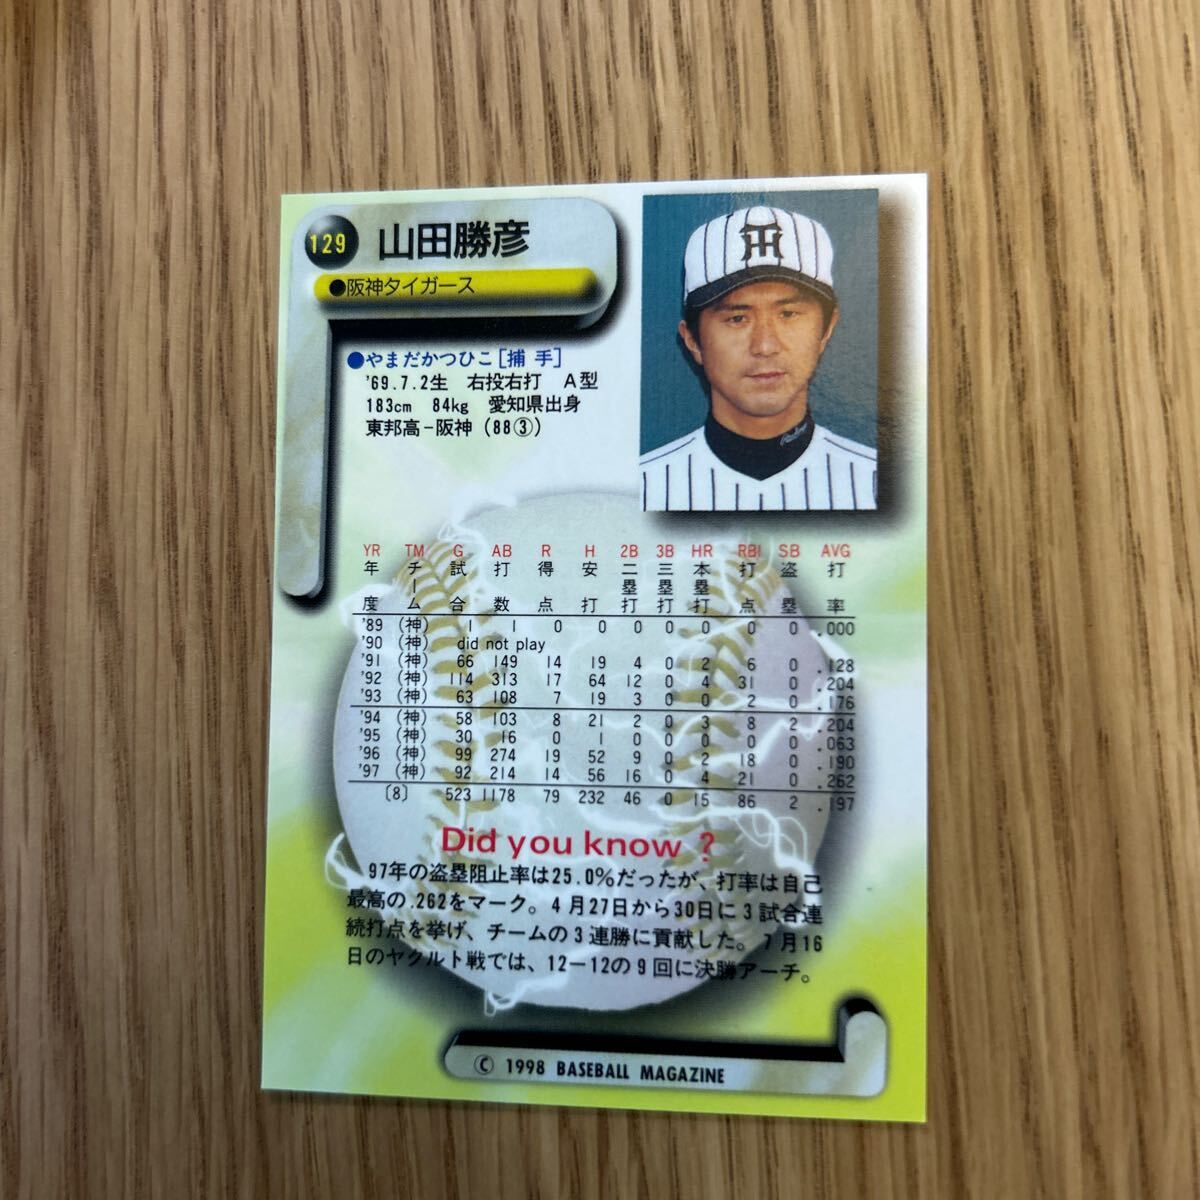 129 山田勝彦
●阪神タイガース
●やまだかつひこ[捕手]
'69.7.2生 右投右打 A型
183cm 84kg 愛知県出身
東邦高－阪神（88③）
YR TM G AB R H 2B 3B HR RBI SB AVG
年度 チーム 試合 打数 得点 安打 二塁打 三塁打 本塁打 打点 盗塁 打率
'89 (神) 1 1 0 0 0 0 0 0 0 .000
'90 (神) did not play
'91 (神) 66 149 14 19 4 0 2 6 0 .128
'92 (神) 114 313 17 64 12 0 4 31 0 .204
'93 (神) 63 108 7 19 3 0 0 2 0 .176
'94 (神) 58 103 8 21 2 0 3 8 2 .204
'95 (神) 30 16 0 1 0 0 0 0 0 .063
'96 (神) 99 274 19 52 9 0 2 18 0 .190
'97 (神) 92 214 14 56 16 0 4 21 0 .262
〔8〕 523 1178 79 232 46 0 15 86 2 .197
Did you know ?
97年の盗塁阻止率は25.0%だったが、打率は自己
最高の.262をマーク。4月27日から30日に3試合連
続打点を挙げ、チームの3連勝に貢献した。7月16
日のヤクルト戦では、12－12の9回に決勝アーチ。
© 1998 BASEBALL MAGAZINE